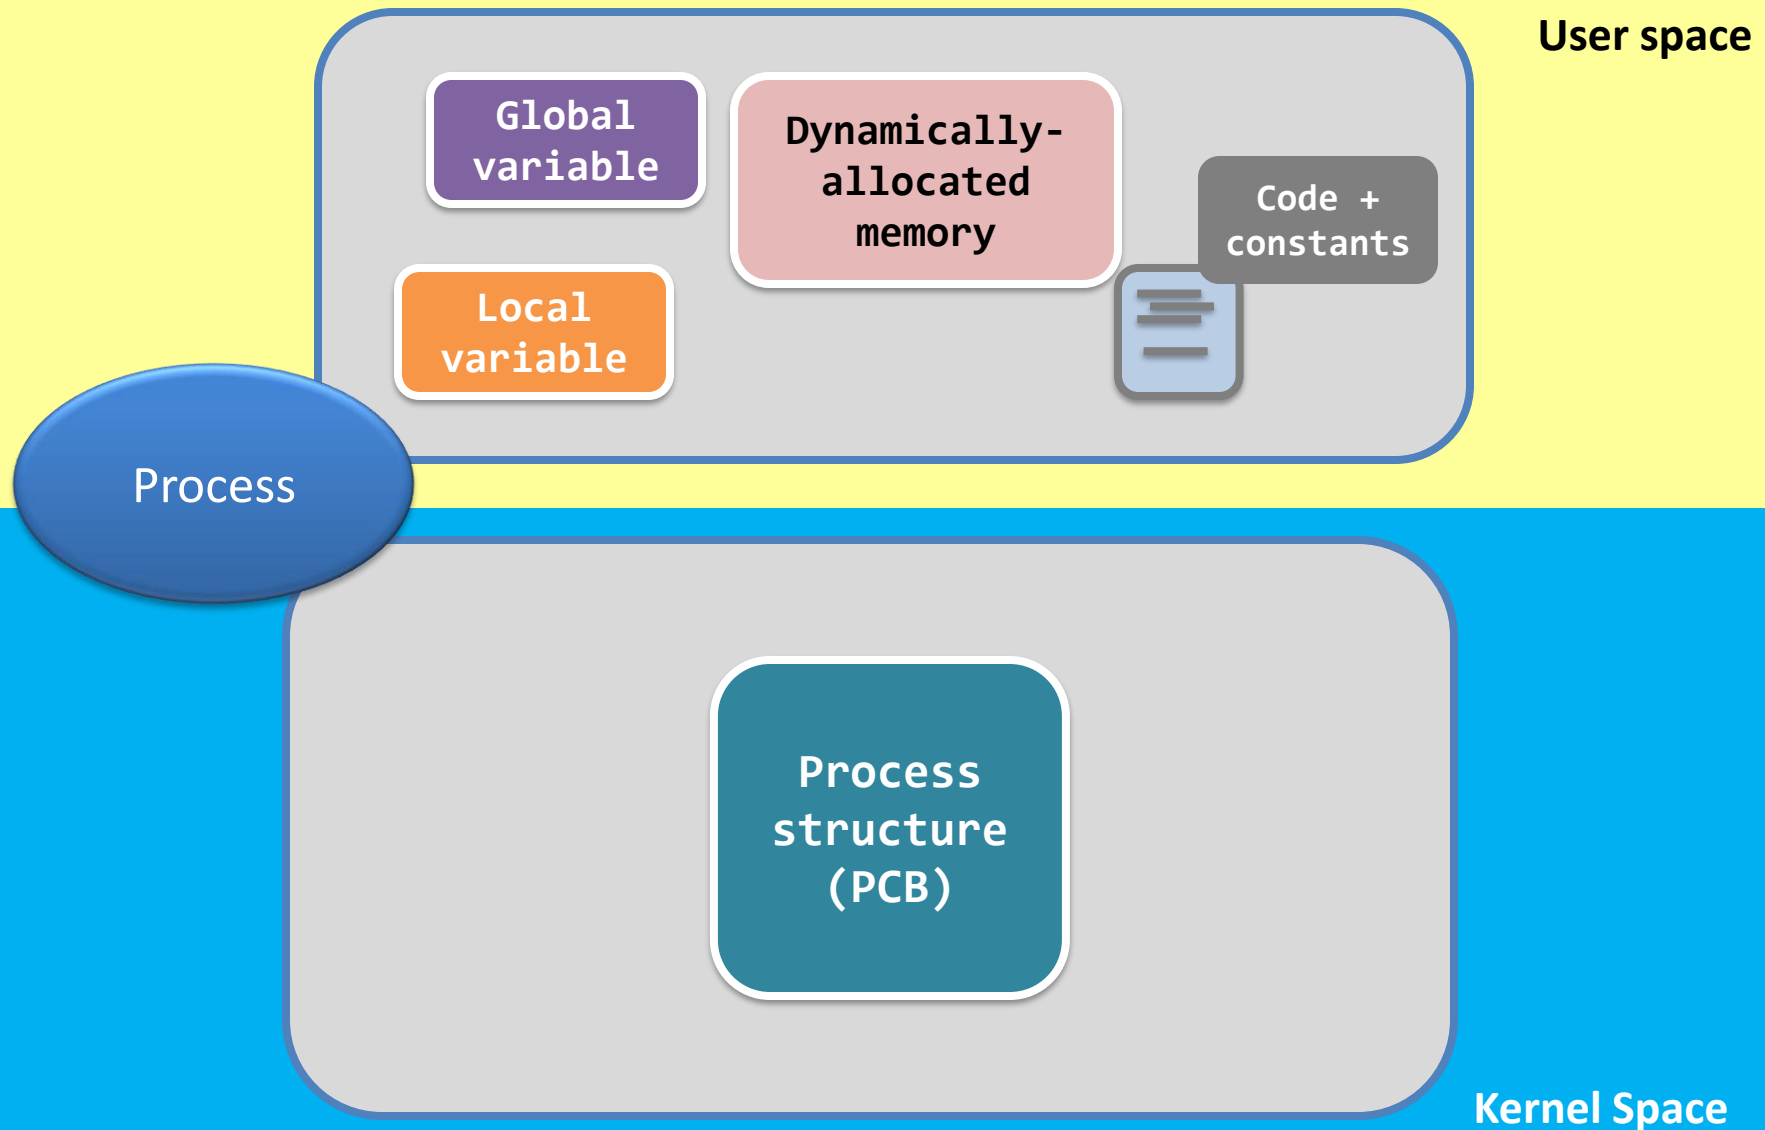 User space
Global
variable
Dynamically-
allocated
memory
Code +
constants
Local
variable
Process
Process
structure
(PCB)
Kernel Space